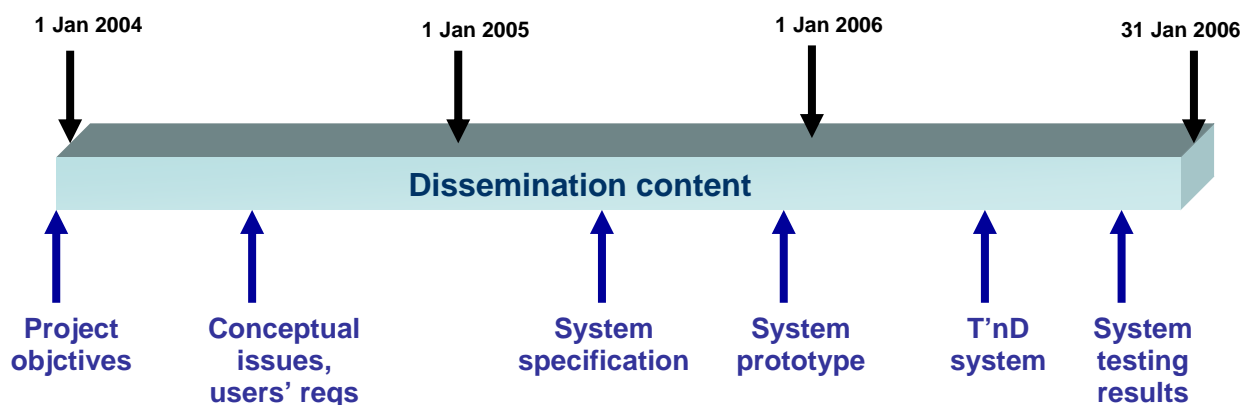 1 Jan 2004
1 Jan 2005
1 Jan 2006
31 Jan 2006
Dissemination content
Project
objctives
Conceptual
issues,
users' reqs
System
specification
System
prototype
T'nD
system
System
testing
results